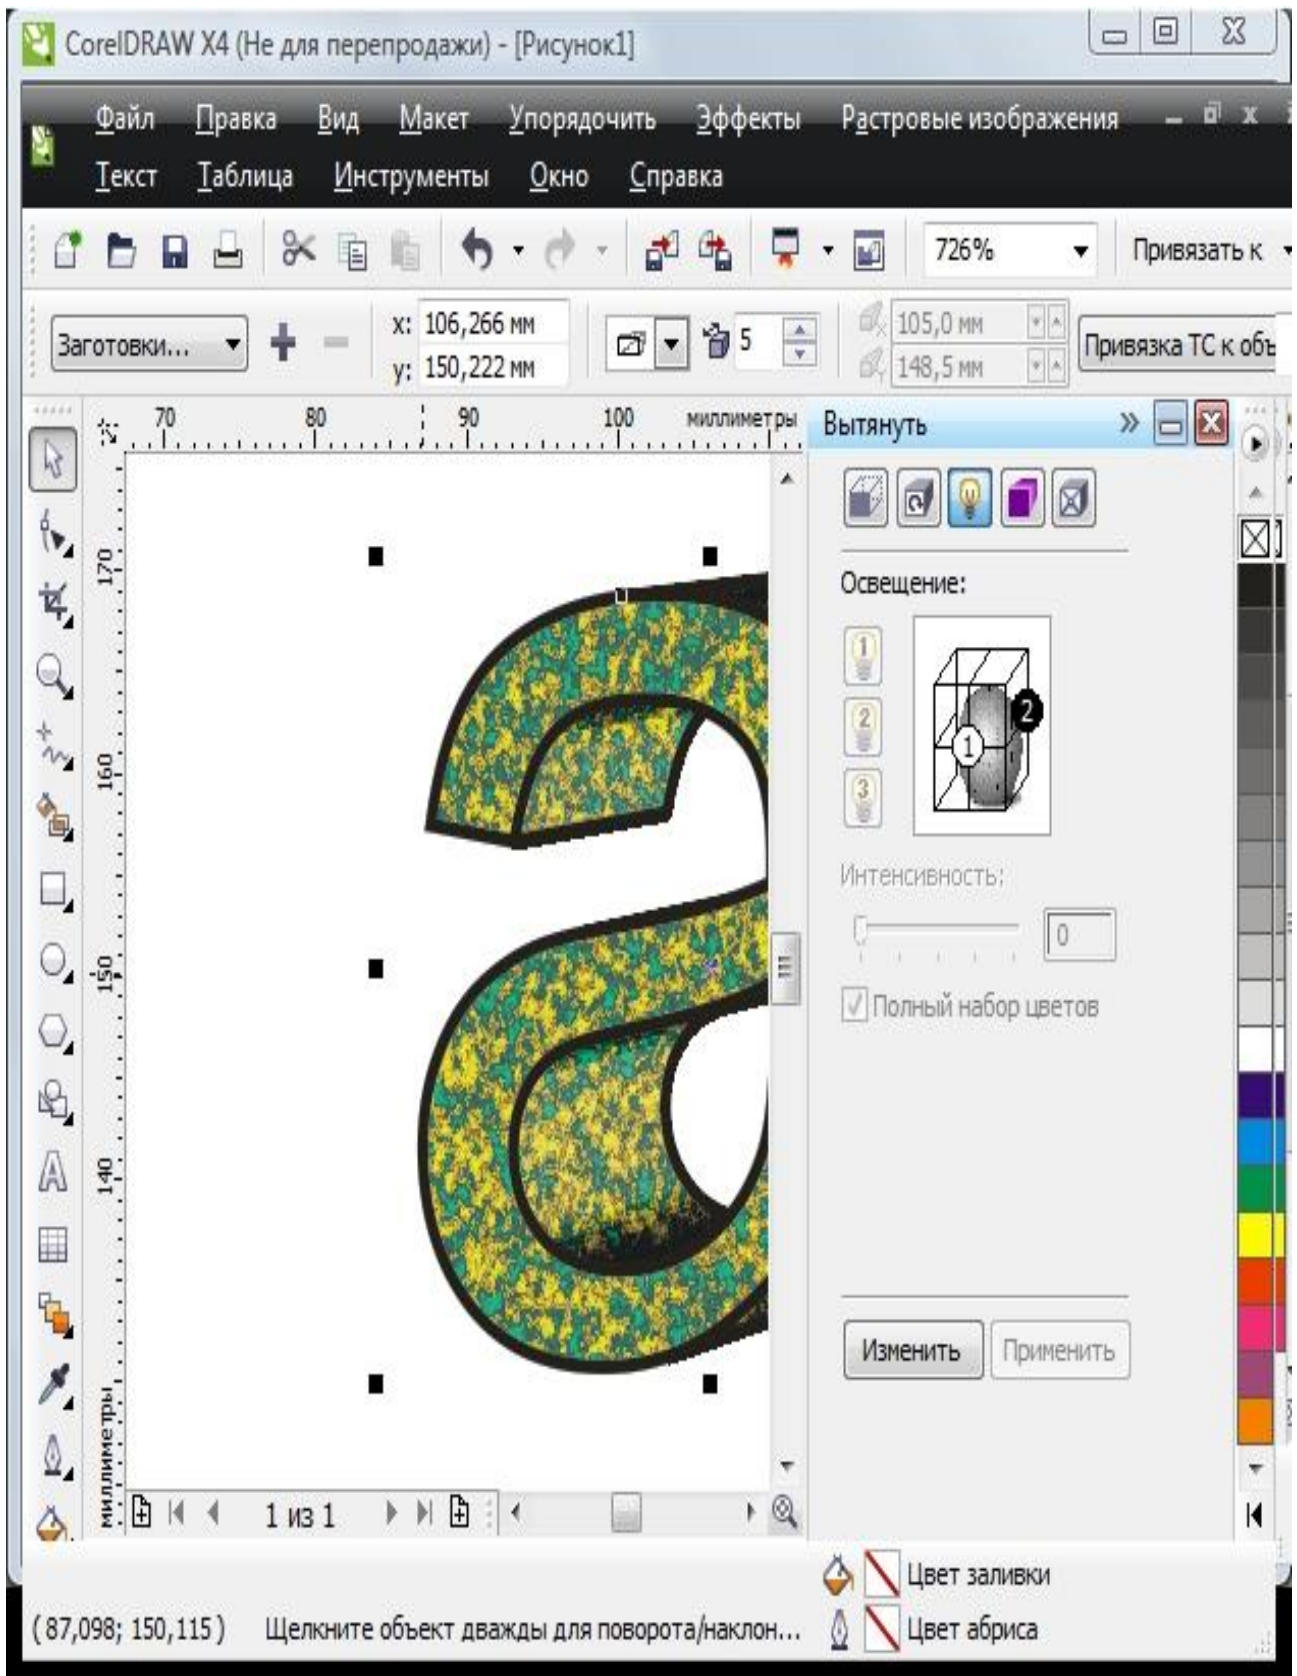 CorelDRAW X4 (Не для перепродажи) - [Рисунок1]
Файл Правка Вид Макет Упорядочить Эффекты Растровые изображения
Текст Таблица Инструменты Окно Справка
726% Привязать к
Заготовки... x: 106,266 мм 5 105,0 мм Привязка ТС к объ
y: 150,222 мм 148,5 мм
70 80 90 100 миллиметры
Вытянуть
170
160
150
140
миллиметры
a
Освещение:
1
2
3
1 2
Интенсивность:
0
Полный набор цветов
Изменить Применить
1 из 1
Цвет заливки
(87,098; 150,115) Щелкните объект дважды для поворота/наклон... Цвет абриса